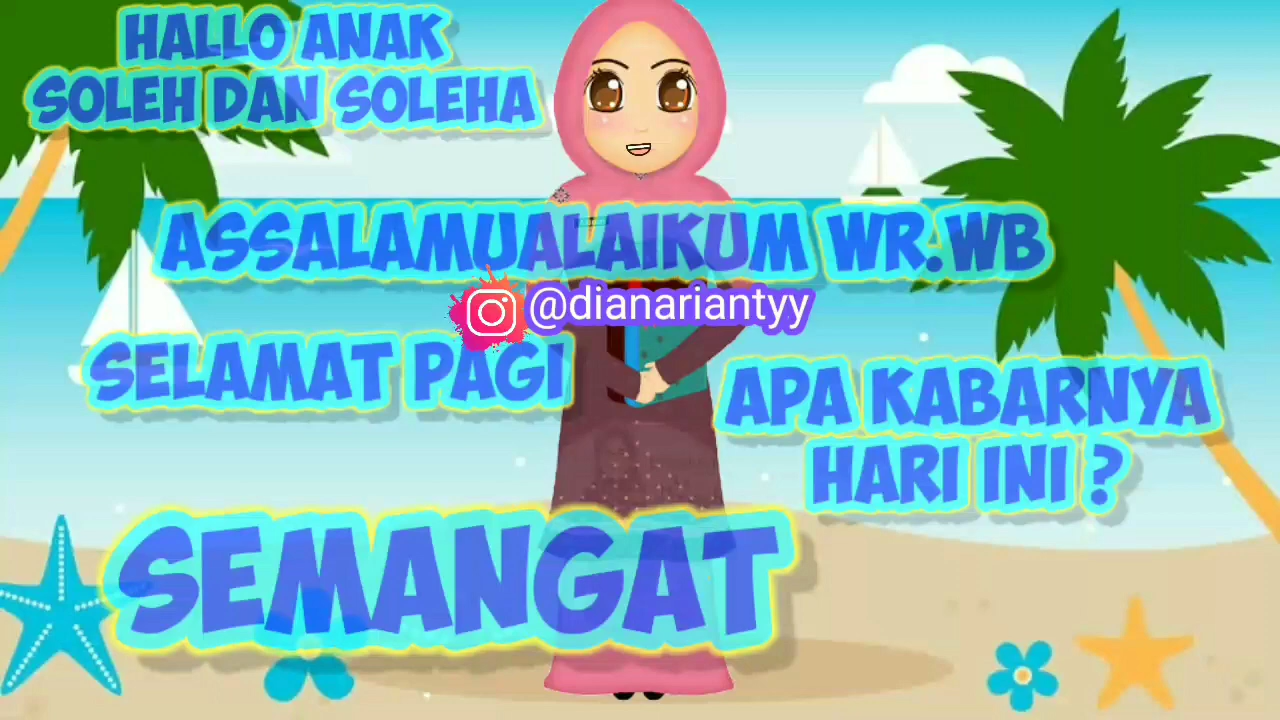 HALLO ANAK
SOLEH DAN SOLEHA
ASSALAMUALAIKUM WR.WB
@dianariantyy
SELAMAT PAGI
APA KABARNYA
HARI INI ?
SEMANGAT